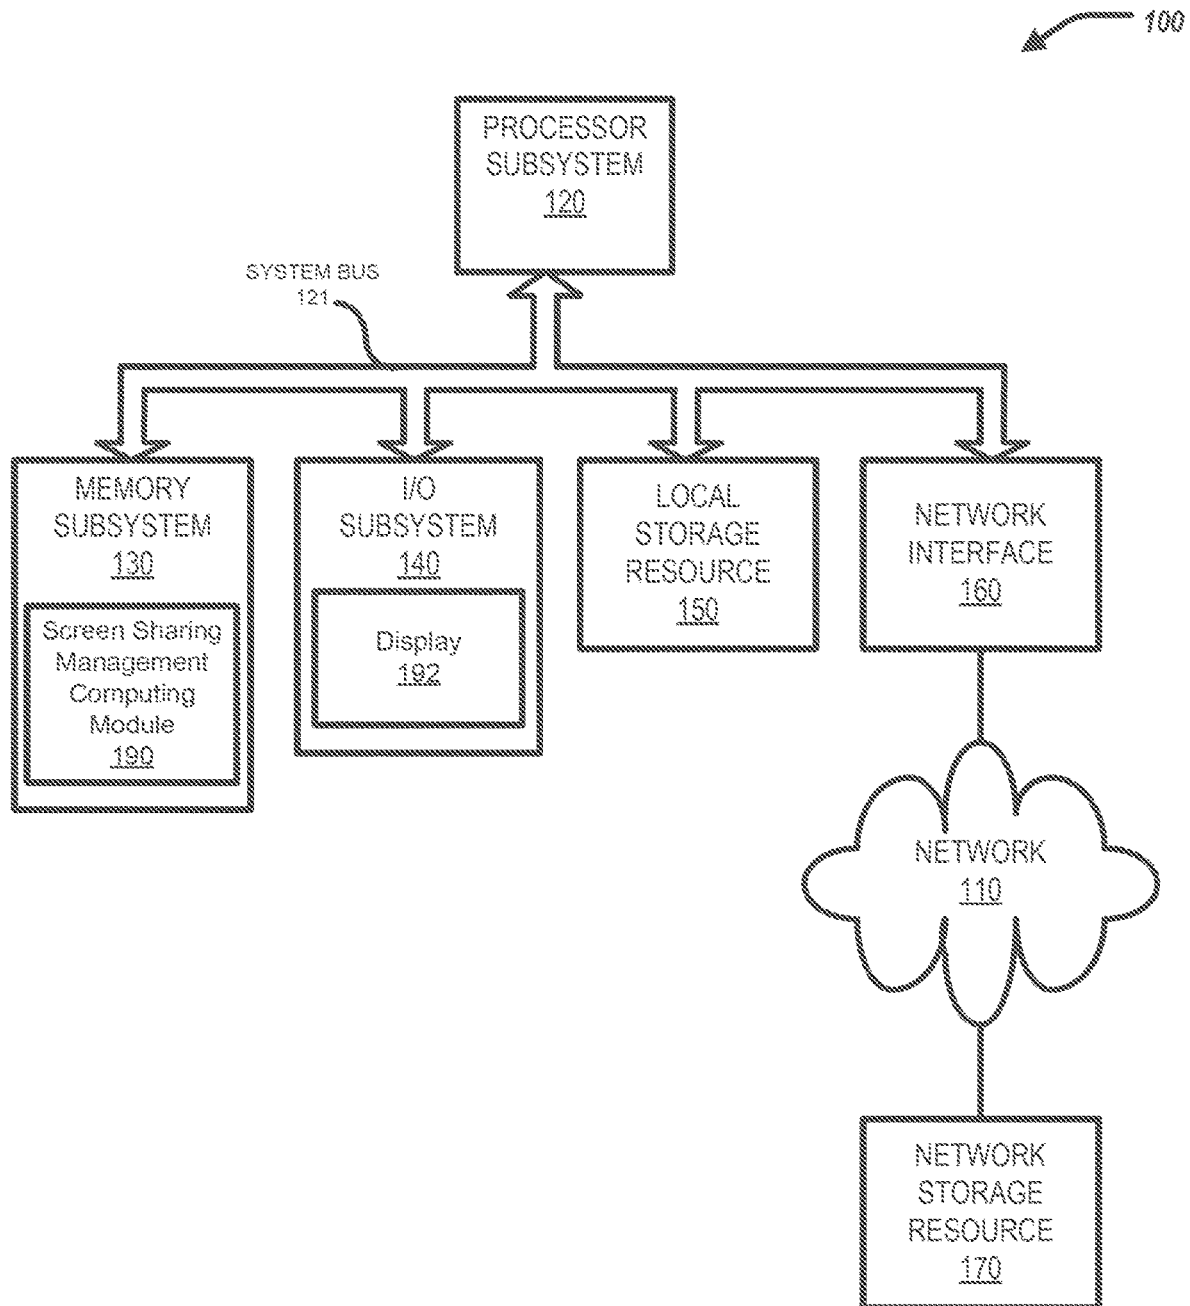 100
PROCESSOR
SUBSYSTEM
120
SYSTEM BUS
121
MEMORY
SUBSYSTEM
130
Screen Sharing
Management
Computing
Module
190
I/O
SUBSYSTEM
140
Display
192
LOCAL
STORAGE
RESOURCE
150
NETWORK
INTERFACE
160
NETWORK
110
NETWORK
STORAGE
RESOURCE
170